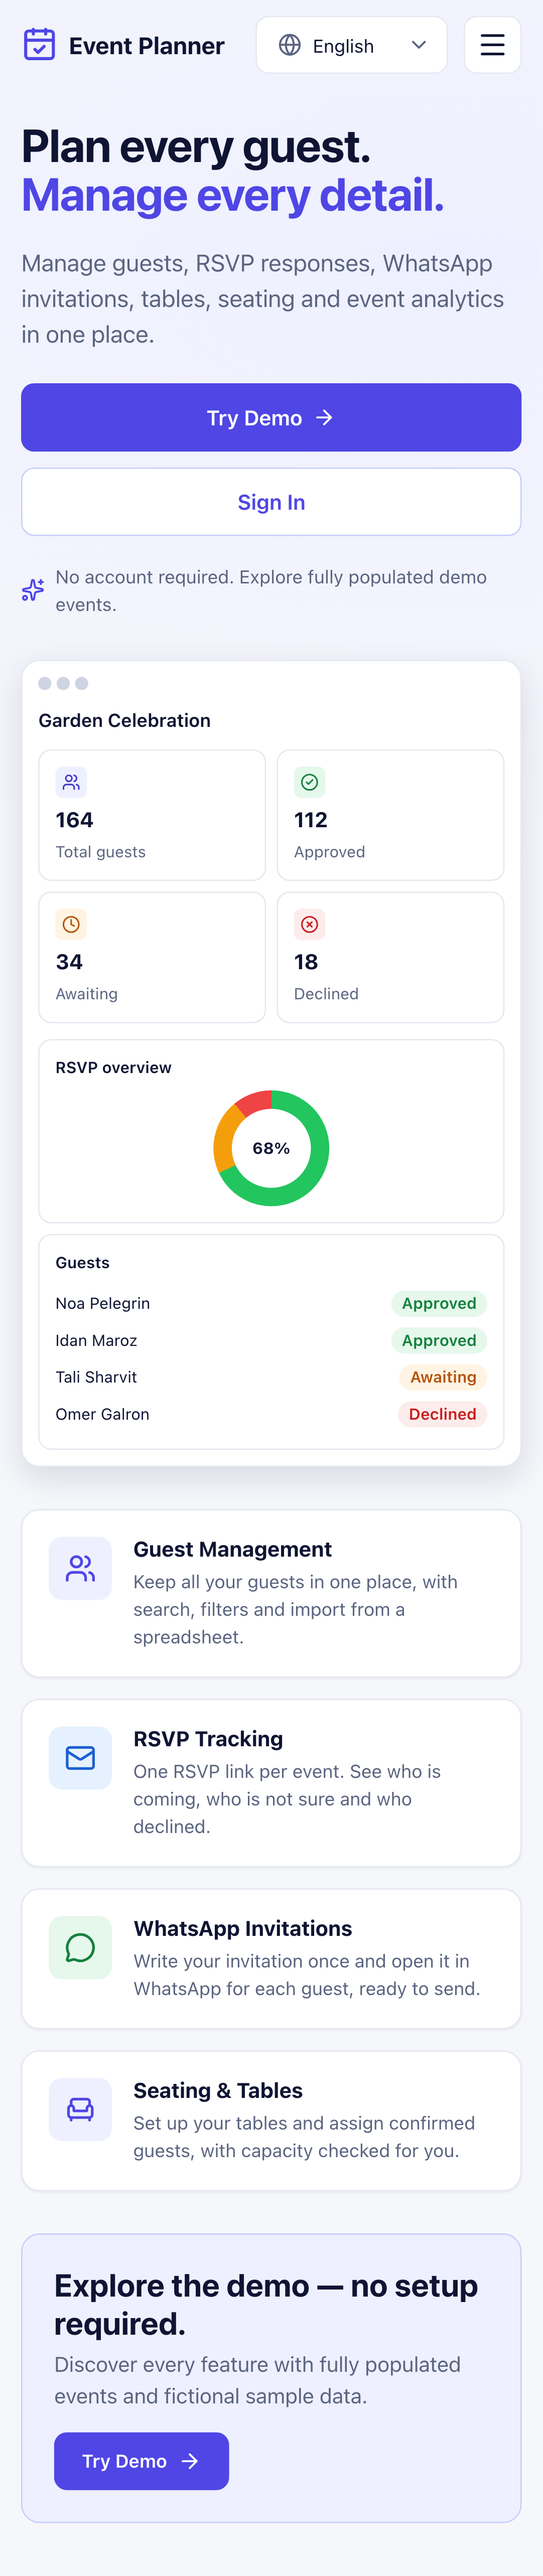 Event Planner
English
Plan every guest.
Manage every detail.
Manage guests, RSVP responses, WhatsApp
invitations, tables, seating and event analytics
in one place.
Try Demo
Sign In
No account required. Explore fully populated demo
events.
Garden Celebration
164
Total guests
112
Approved
34
Awaiting
18
Declined
RSVP overview
68%
Guests
Noa Pelegrin Approved
Idan Maroz Approved
Tali Sharvit Awaiting
Omer Galron Declined
Guest Management
Keep all your guests in one place, with
search, filters and import from a
spreadsheet.
RSVP Tracking
One RSVP link per event. See who is
coming, who is not sure and who
declined.
WhatsApp Invitations
Write your invitation once and open it in
WhatsApp for each guest, ready to send.
Seating & Tables
Set up your tables and assign confirmed
guests, with capacity checked for you.
Explore the demo — no setup
required.
Discover every feature with fully populated
events and fictional sample data.
Try Demo